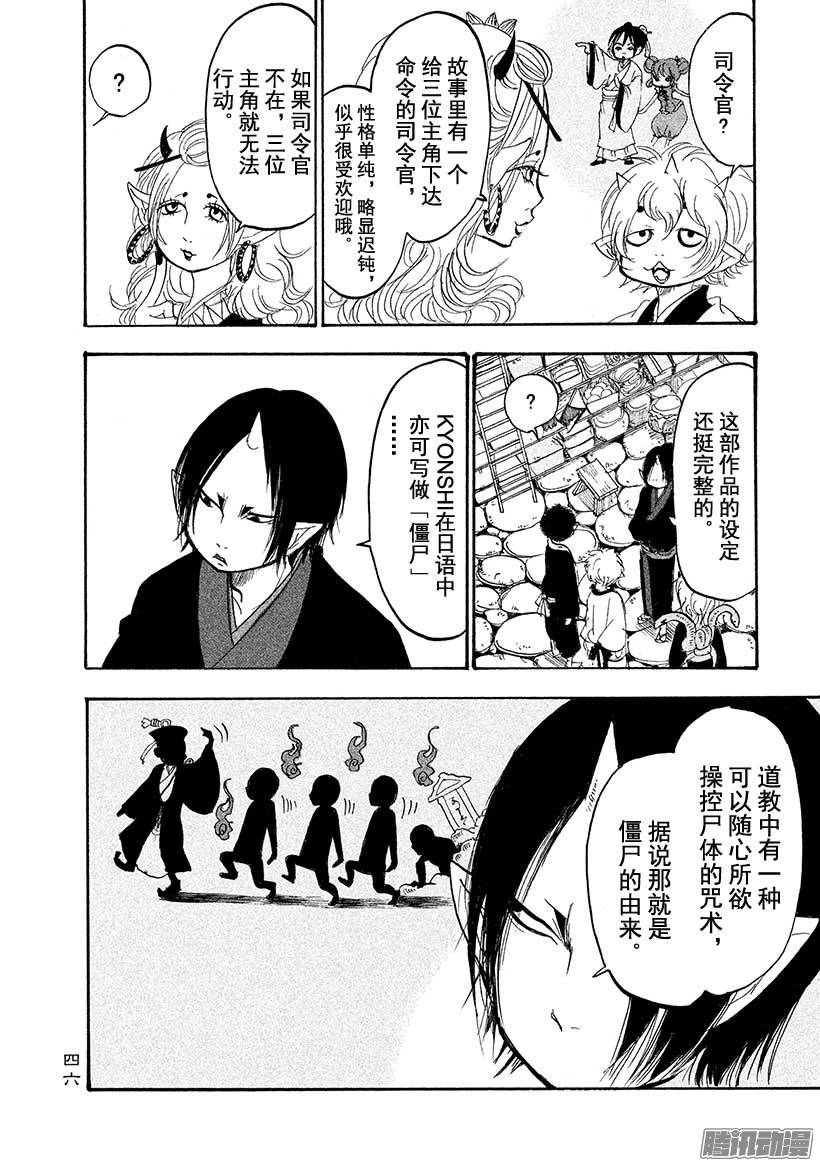 司令官?
故事里有一个
给三位主角下达
命令的司令官，
性格单纯，略显迟钝，
似乎很受欢迎哦。
如果司令官
不在，三位
主角就无法
行动。
?
这部作品的设定
还挺完整的。
?
KYONSHI在日语中
亦可写做「僵尸」
……
道教中有一种
可以随心所欲
操控尸体的咒术，
据说那就是
僵尸的由来。
四六
腾讯动漫